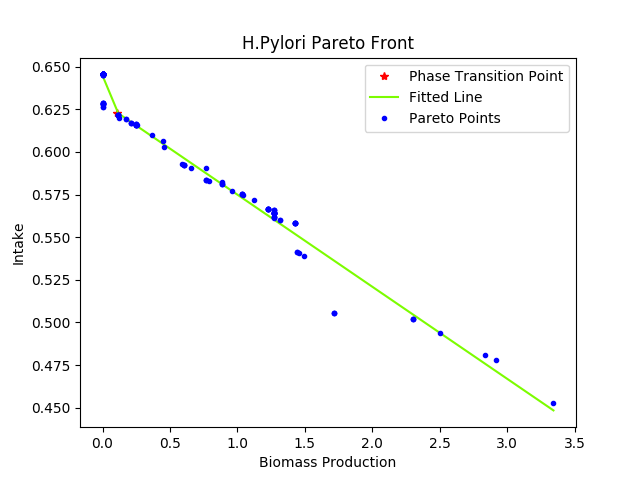 H.Pylori Pareto Front
Phase Transition Point
Fitted Line
Pareto Points
0.650
0.625
0.600
0.575
0.550
0.525
0.500
0.475
0.450
Intake
0.0 0.5 1.0 1.5 2.0 2.5 3.0 3.5
Biomass Production